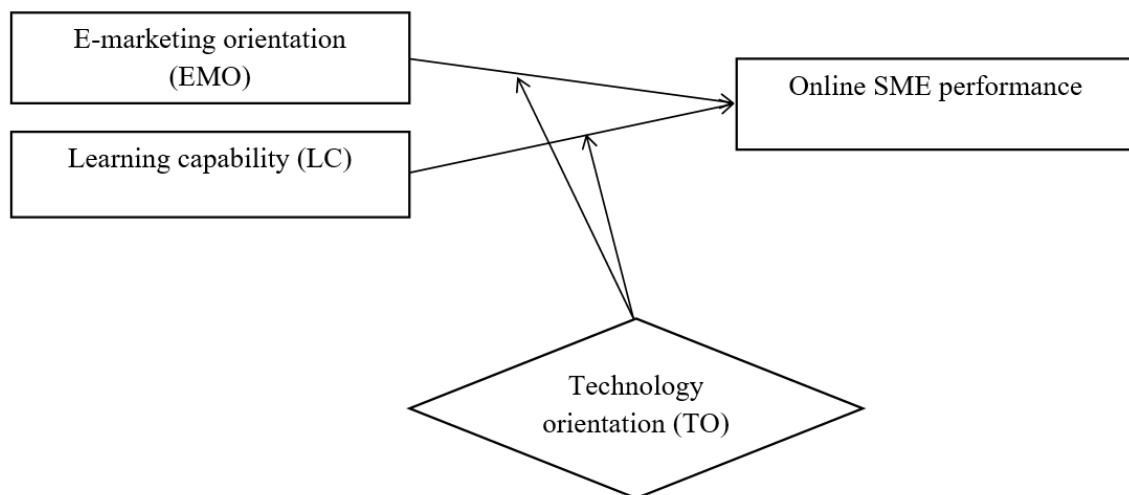 E-marketing orientation
(EMO)
Online SME performance
Learning capability (LC)
Technology
orientation (TO)